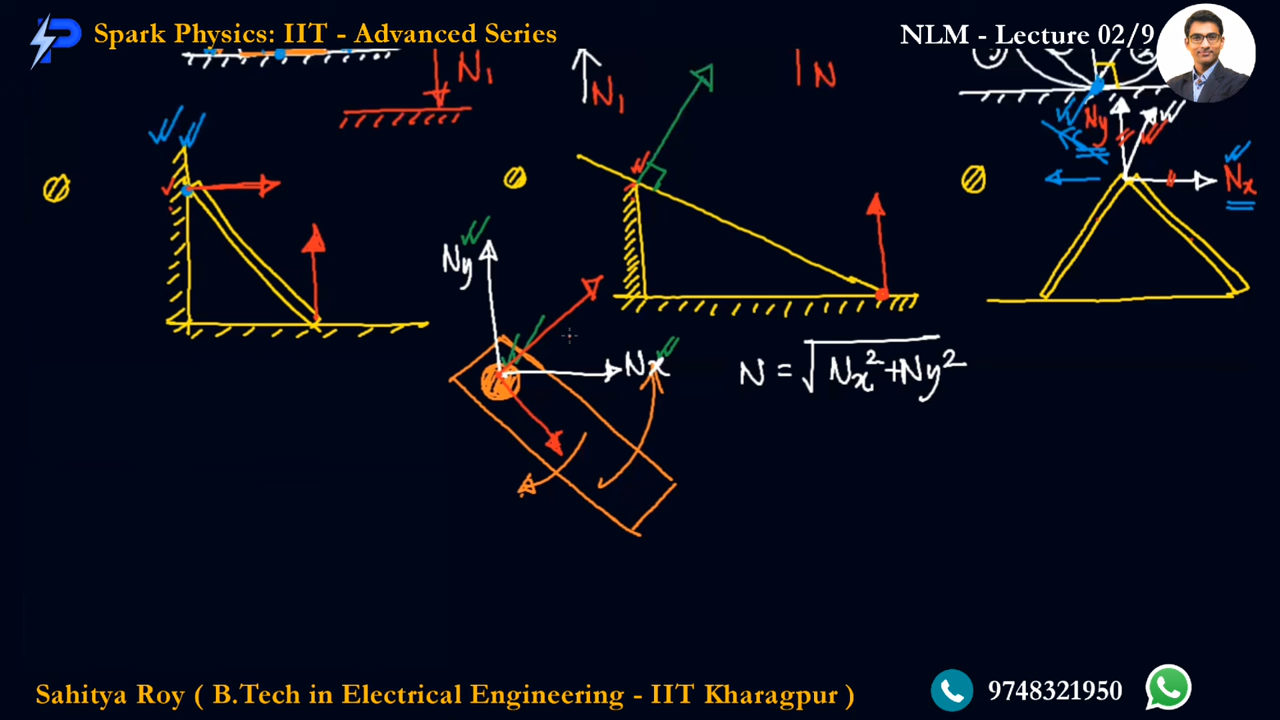 Spark Physics: IIT - Advanced Series
NLM - Lecture 02/9
N₁
N₁
N
Ny
Nx
Ny
Nx
N = √Nx² + Ny²
Sahitya Roy ( B.Tech in Electrical Engineering - IIT Kharagpur )
9748321950